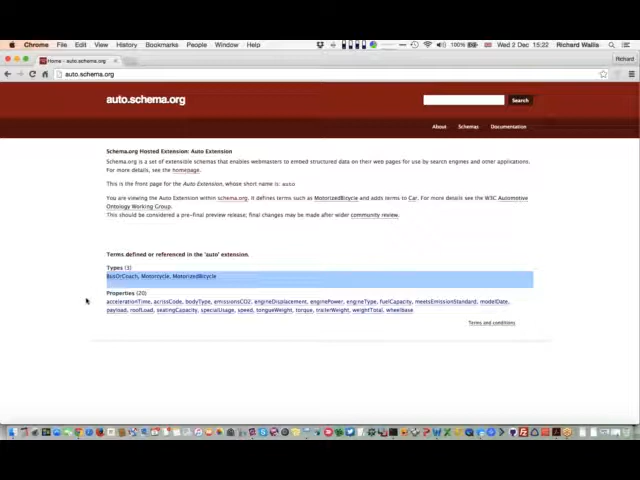 Chrome File Edit View History Bookmarks People Window Help 100% Wed 2 Dec 15:22 Richard Wallis
Home - auto.schema.org Richard
auto.schema.org
auto.schema.org Search
About Schemas Documentation
Schema.org Hosted Extension: Auto Extension
Schema.org is a set of extensible schemas that enables webmasters to embed structured data on their web pages for use by search engines and other applications.
For more details, see the homepage.
This is the front page for the Auto Extension, whose short name is: auto
You are viewing the Auto Extension within schema.org. It defines terms such as MotorizedBicycle and adds terms to Car. For more details see the W3C Automotive
Ontology Working Group.
This should be considered a pre-final preview release; final changes may be made after wider community review.
Terms defined or referenced in the 'auto' extension.
Types (3)
BusOrCoach, Motorcycle, MotorizedBicycle
Properties (20)
accelerationTime, acrissCode, bodyType, emissionsCO2, engineDisplacement, enginePower, engineType, fuelCapacity, meetsEmissionStandard, modelDate,
payload, roofLoad, seatingCapacity, specialUsage, speed, tongueWeight, torque, trailerWeight, weightTotal, wheelbase
Terms and conditions